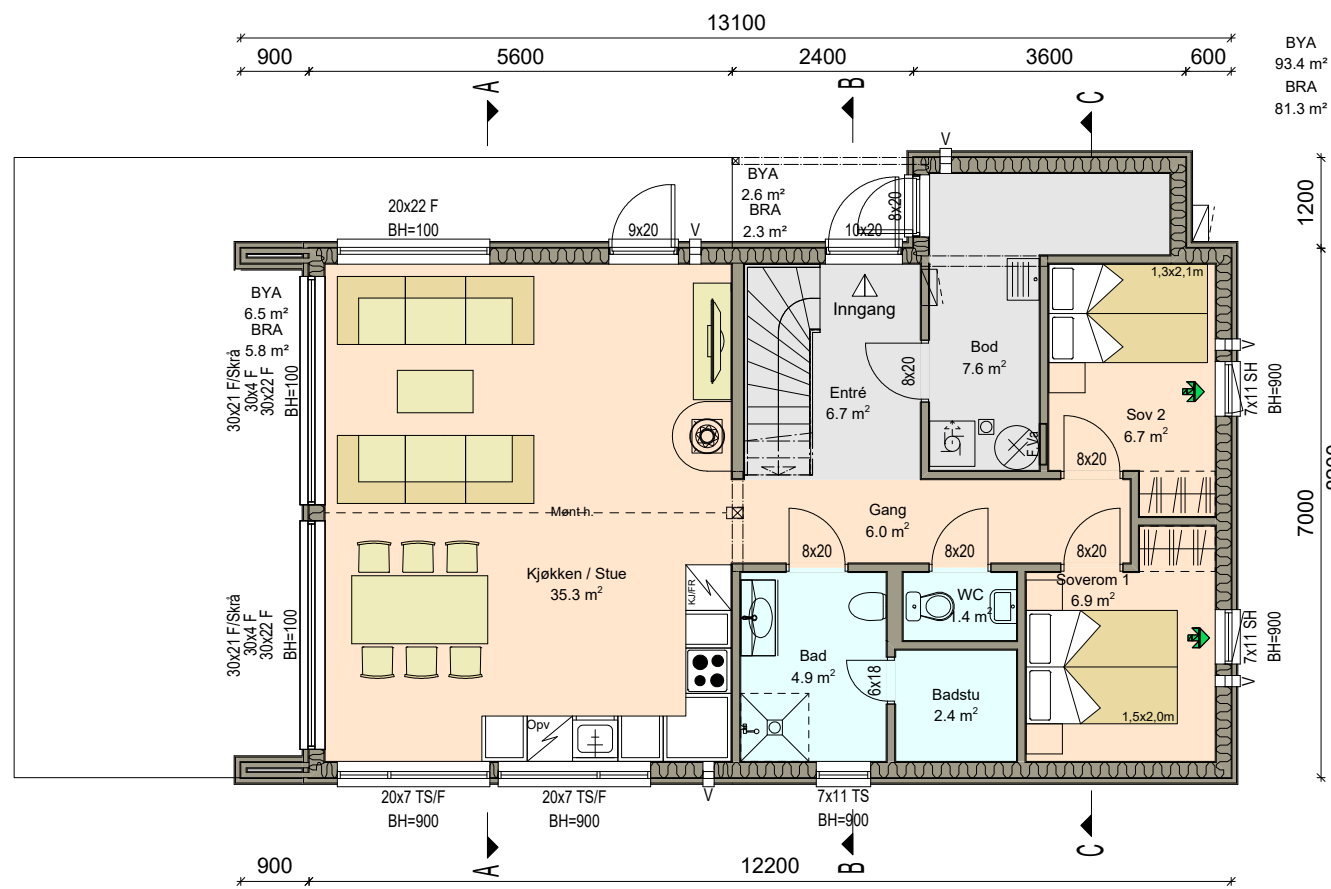 13100
900
5600
2400
3600
600
BYA
93.4 m²
BRA
81.3 m²
A
B
C
V
1200
20x22 F
BH=100
9x20
V
BYA
2.6 m²
BRA
2.3 m²
10x20
8x20
BYA
6.5 m²
BRA
5.8 m²
30x21 F/Skrå
30x4 F
30x22 F
BH=100
Inngang
Bod
7.6 m²
8x20
Entré
6.7 m²
1,3x2,1m
V
7x11 SH
BH=900
Sov 2
6.7 m²
8x20
7000
Mønt h.
Gang
6.0 m²
8x20
8x20
8x20
Kjøkken / Stue
35.3 m²
KJ/FR
30x21 F/Skrå
30x4 F
30x22 F
BH=100
WC
1.4 m²
Soverom 1
6.9 m²
7x11 SH
BH=900
V
Bad
4.9 m²
6x18
Badstu
2.4 m²
1,5x2,0m
Opv
20x7 TS/F
BH=900
20x7 TS/F
BH=900
V
7x11 TS
BH=900
A
B
C
900
12200